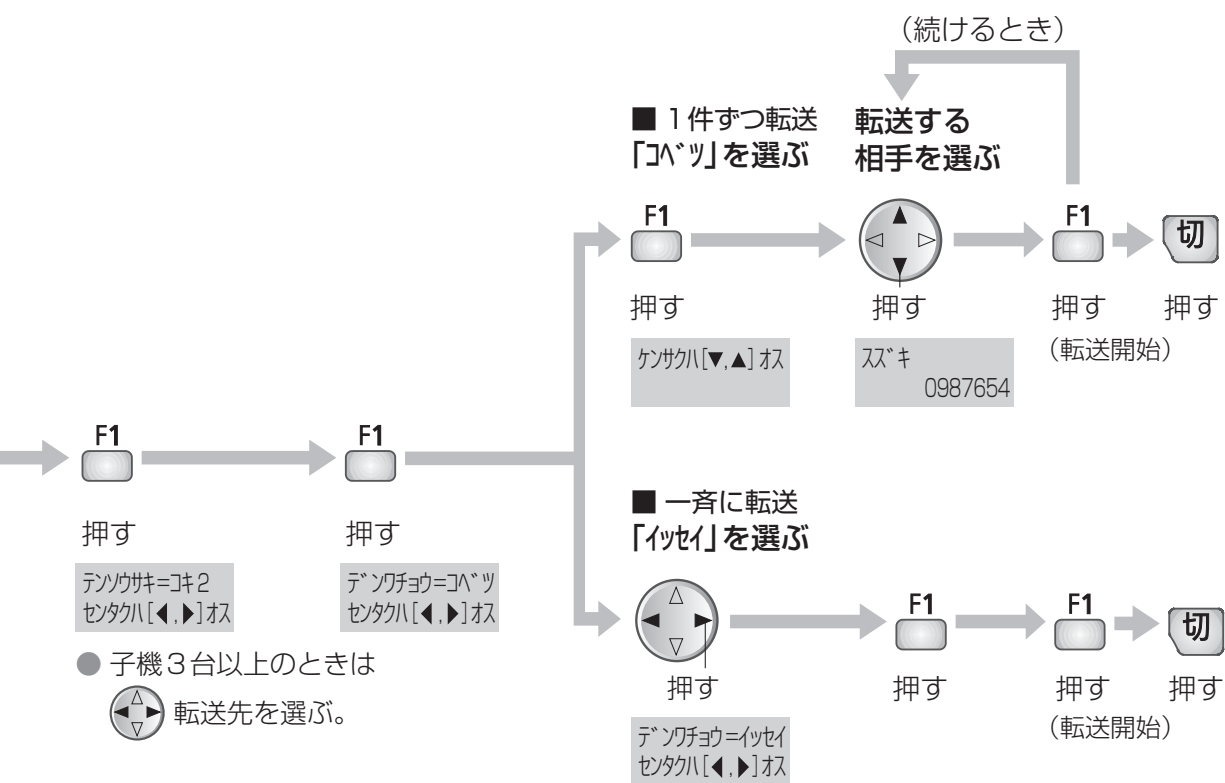 （続けるとき）
■ 1件ずつ転送
「ｺﾍﾞﾂ」を選ぶ
転送する
相手を選ぶ
F1
F1
切
押す
押す
押す
押す
（転送開始）
ｹﾝｻｸﾊ[▼,▲]ｵｽ
ｽｽﾞｷ
0987654
F1
F1
押す
押す
ﾃﾝｿｳｻｷ=ｺｷ2
ｾﾝﾀｸﾊ[◀,▶]ｵｽ
ﾃﾞﾝﾜﾁｮｳ=ｺﾍﾞﾂ
ｾﾝﾀｸﾊ[◀,▶]ｵｽ
● 子機3台以上のときは
転送先を選ぶ。
■ 一斉に転送
「ｲｯｾｲ」を選ぶ
F1
F1
切
押す
押す
押す
押す
（転送開始）
ﾃﾞﾝﾜﾁｮｳ=ｲｯｾｲ
ｾﾝﾀｸﾊ[◀,▶]ｵｽ